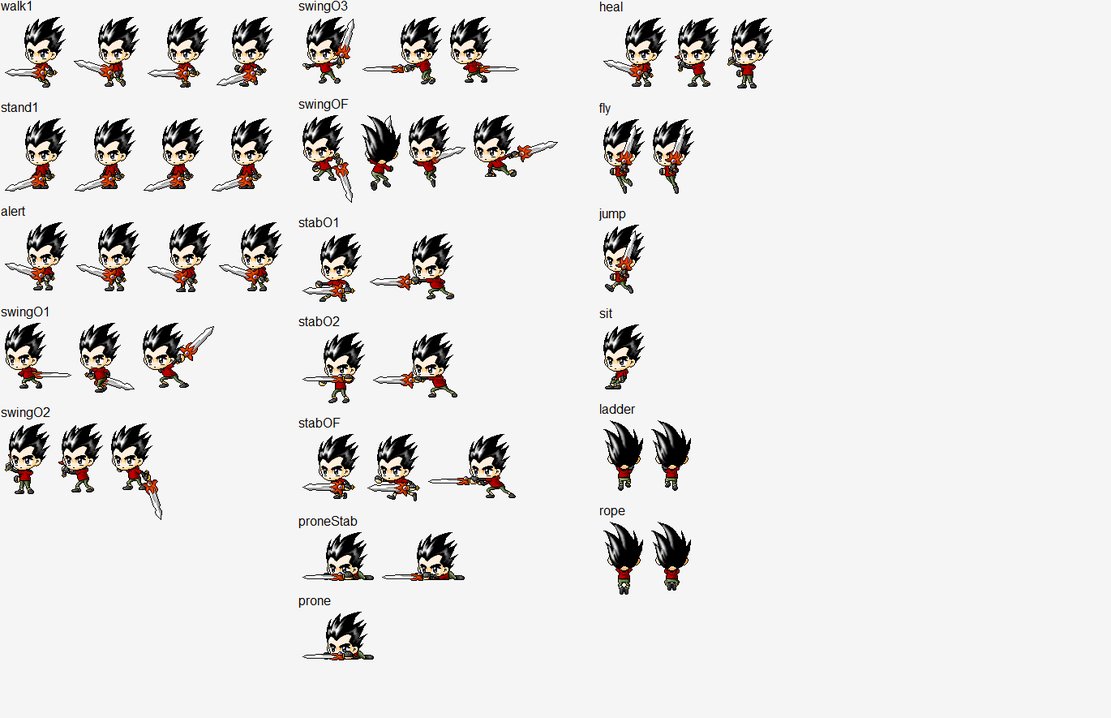 walk1
stand1
alert
swingO1
swingO2
swingO3
swingOF
stabO1
stabO2
stabOF
proneStab
prone
heal
fly
jump
sit
ladder
rope